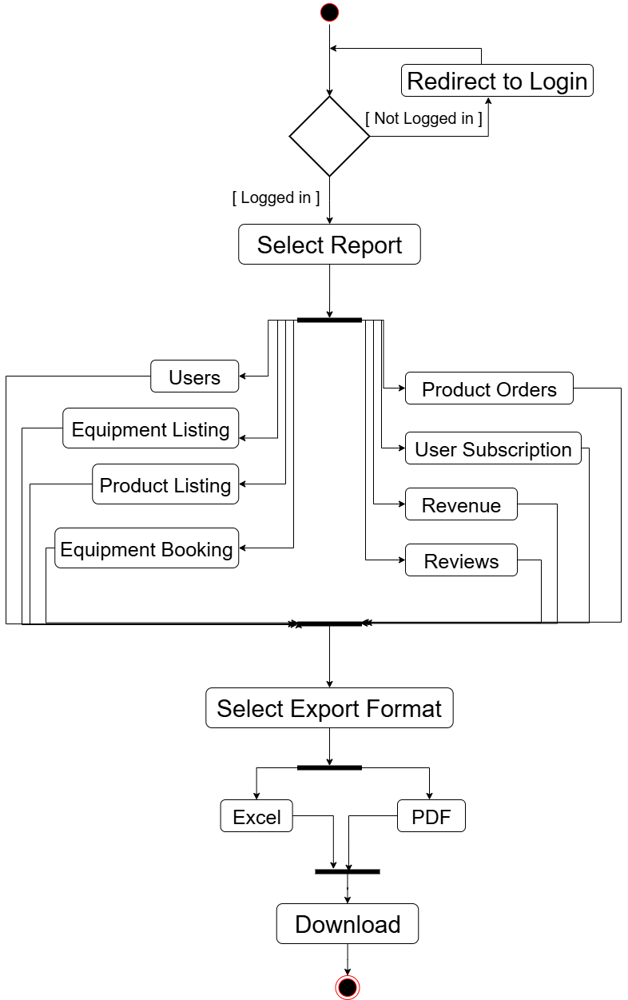 Redirect to Login
[ Not Logged in ]
[ Logged in ]
Select Report
Users
Equipment Listing
Product Listing
Equipment Booking
Product Orders
User Subscription
Revenue
Reviews
Select Export Format
Excel
PDF
Download